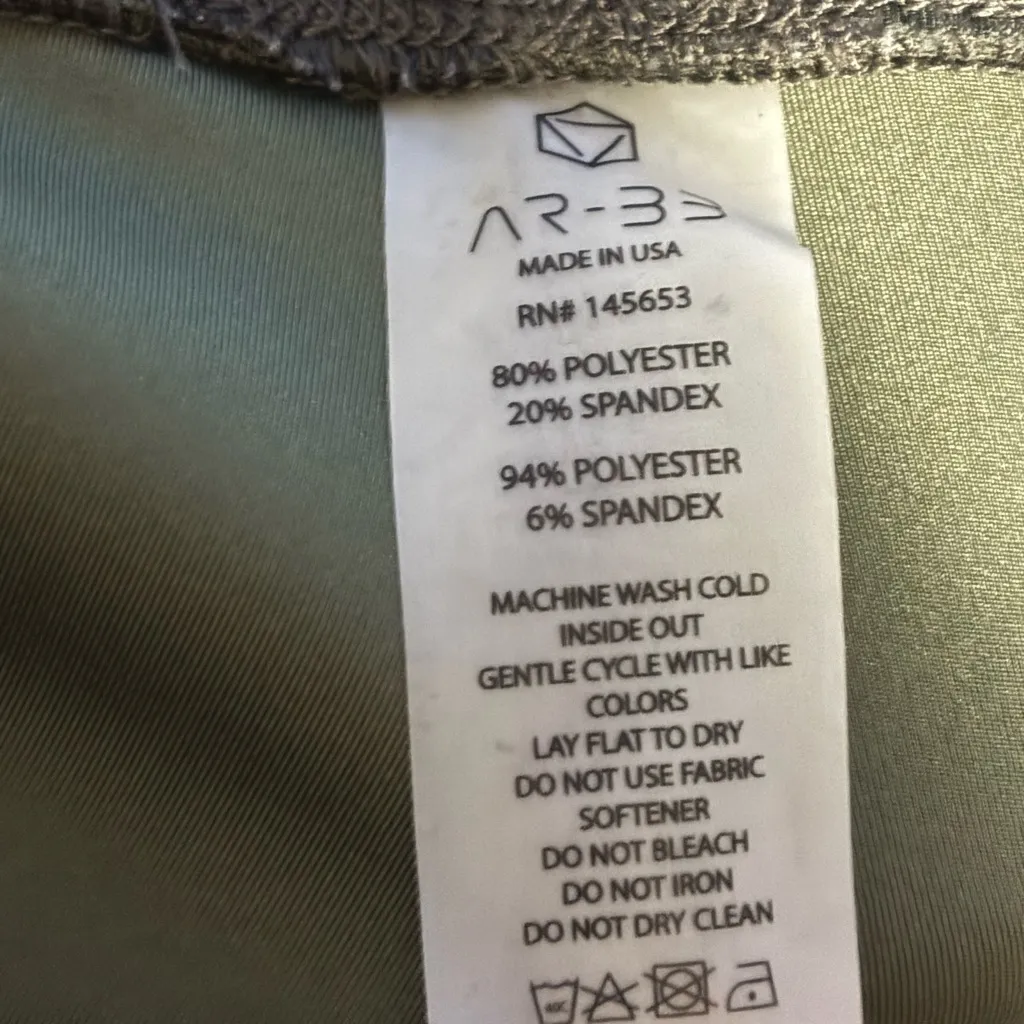 AR-3
MADE IN USA
RN# 145653
80% POLYESTER
20% SPANDEX
94% POLYESTER
6% SPANDEX
MACHINE WASH COLD
INSIDE OUT
GENTLE CYCLE WITH LIKE
COLORS
LAY FLAT TO DRY
DO NOT USE FABRIC
SOFTENER
DO NOT BLEACH
DO NOT IRON
DO NOT DRY CLEAN